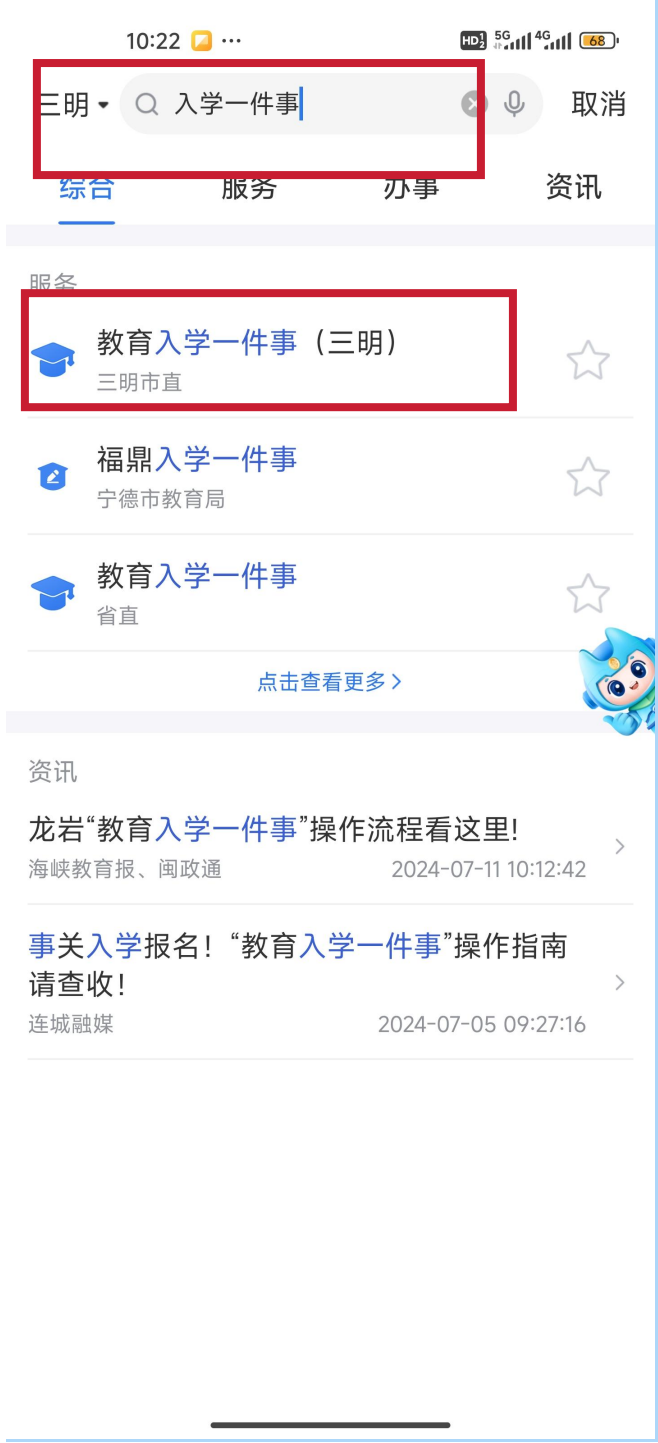 10:22 ...
HD 1 2 5G 4G 68
三明 入学一件事 取消
综合 服务 办事 资讯
服务
教育入学一件事（三明）
三明市直
福鼎入学一件事
宁德市教育局
教育入学一件事
省直
点击查看更多>
资讯
龙岩“教育入学一件事”操作流程看这里!
海峡教育报、闽政通 2024-07-11 10:12:42
事关入学报名！“教育入学一件事”操作指南
请查收！
连城融媒 2024-07-05 09:27:16